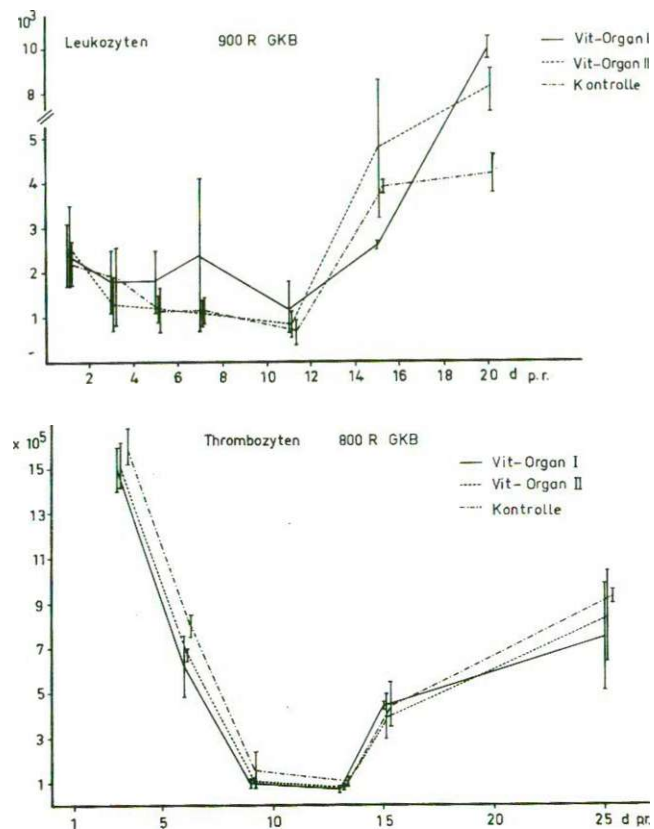 10³
Leukozyten 900 R GKB
Vit-Organ I
Vit-Organ II
Kontrolle
10
8
5
4
3
2
1
2 4 6 8 10 12 14 16 18 20 d p.r.
x 10⁵
Thrombozyten 800 R GKB
Vit-Organ I
Vit-Organ II
Kontrolle
15
13
11
9
7
5
3
1
1 5 10 15 20 25 d pr.